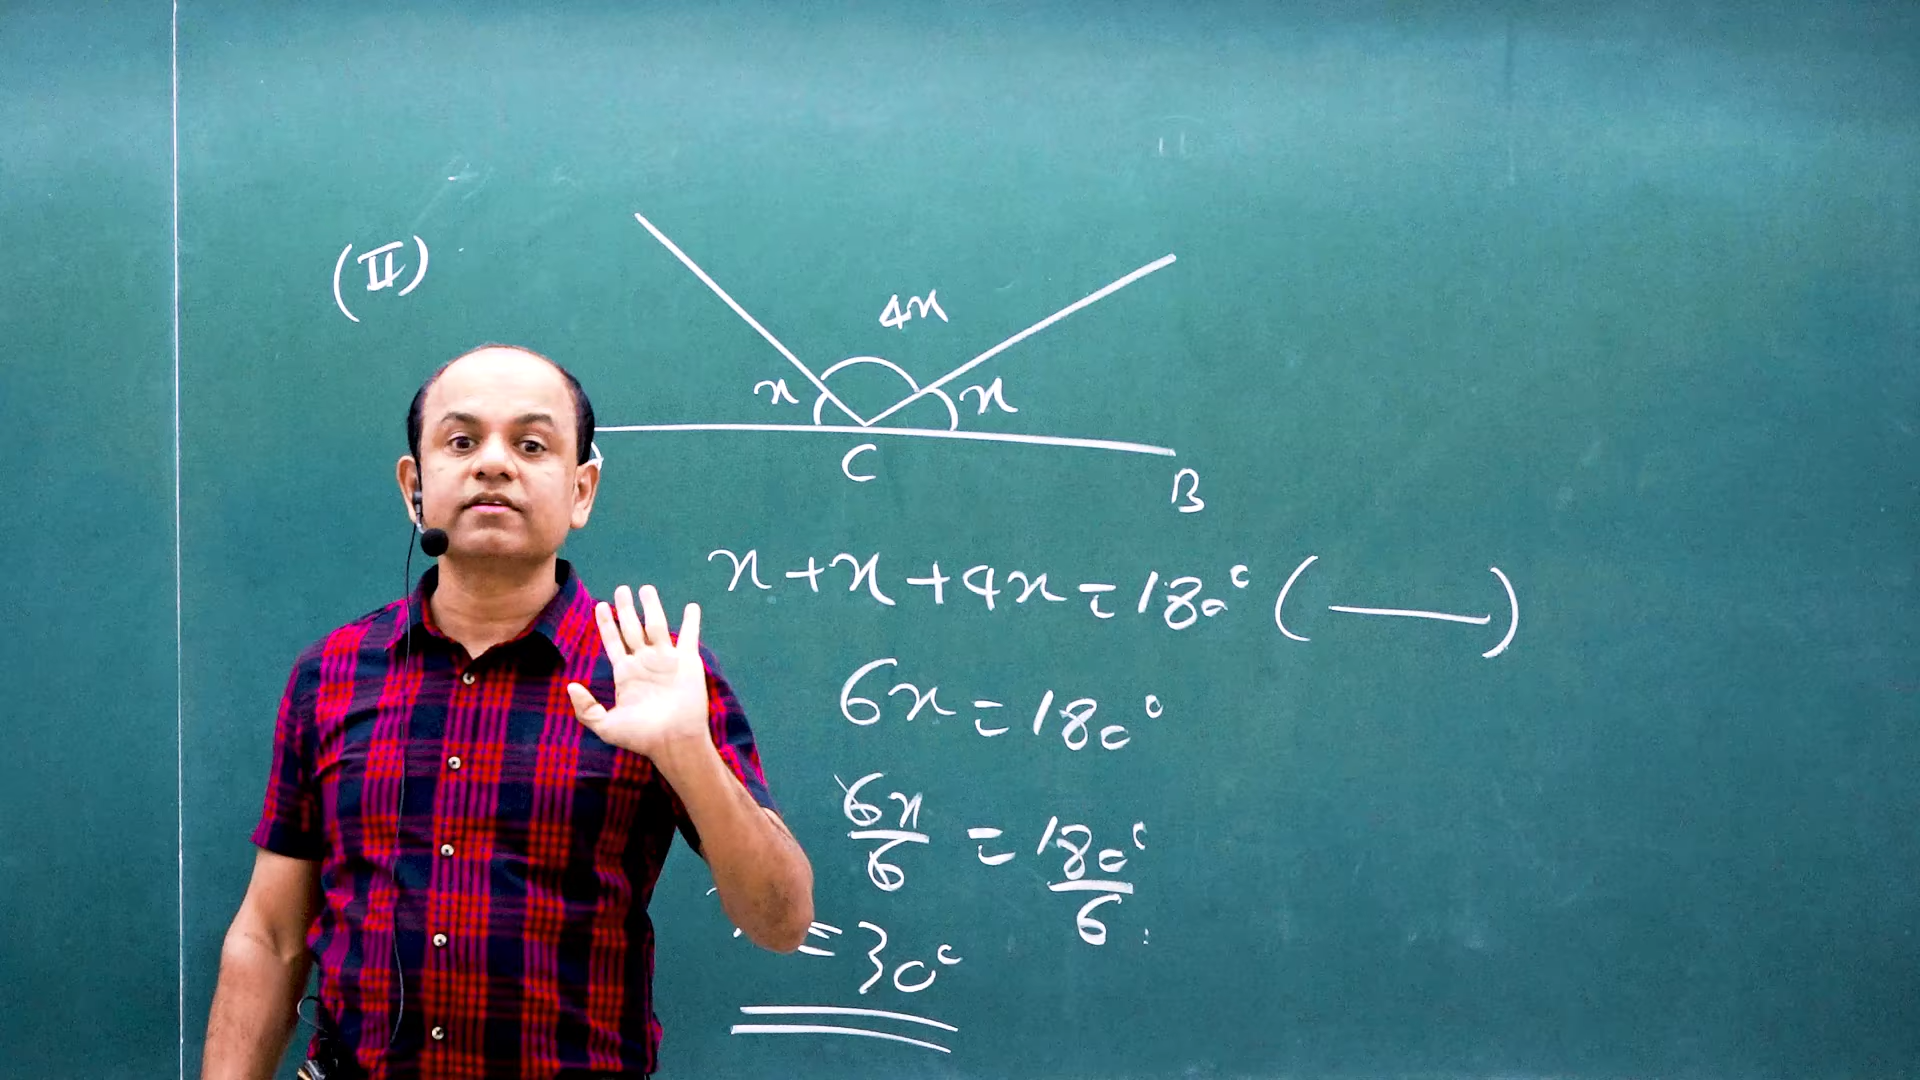 (II)
4x
x x
C
B
x + x + 4x = 180° ( — )
6x = 180°
6x/6 = 180°/6
= 30°